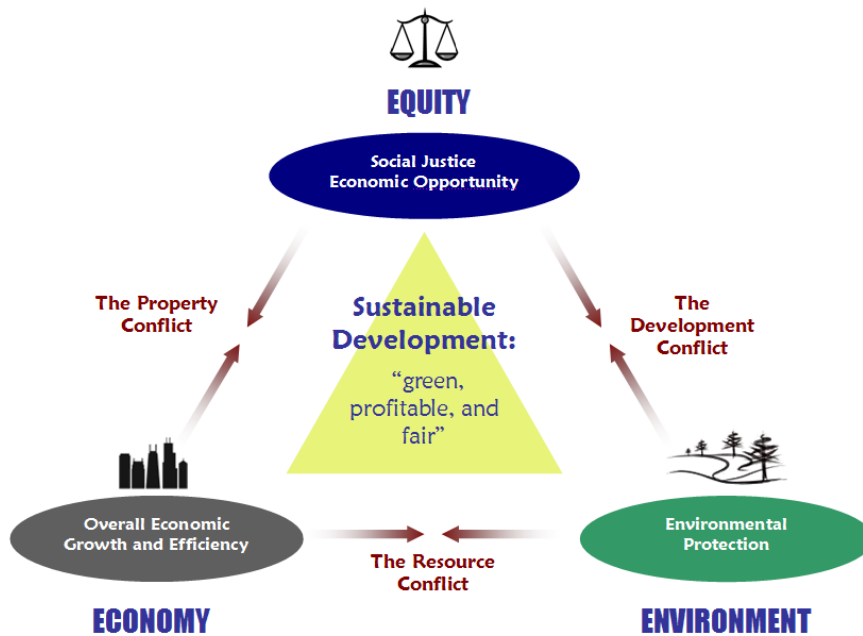 EQUITY
Social Justice
Economic Opportunity
The Property
Conflict
Sustainable
Development:
“green,
profitable, and
fair”
The
Development
Conflict
Overall Economic
Growth and Efficiency
The Resource
Conflict
Environmental
Protection
ECONOMY
ENVIRONMENT